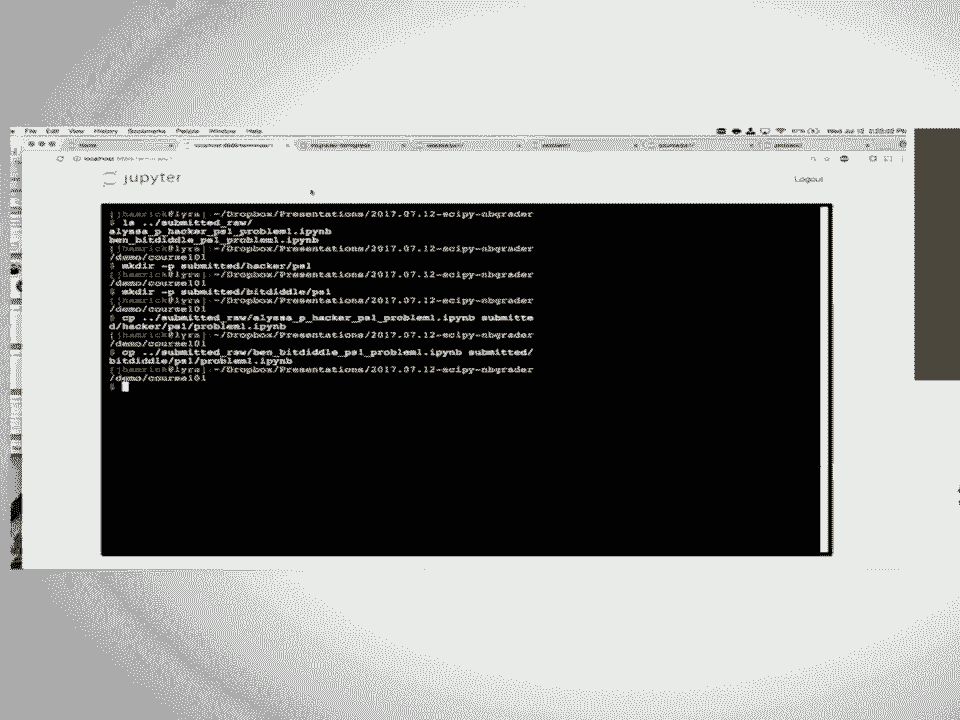 File Edit View History Bookmarks People Window Help
jupyter
Logout
[jhamrick@lyra| ~/Dropbox/Presentations/2017.07.12-scipy-nbgrader
$ ls ../submitted_raw/
alyssa_p_hacker_ps1_problem1.ipynb
ben_bitdiddle_ps1_problem1.ipynb
[jhamrick@lyra| ~/Dropbox/Presentations/2017.07.12-scipy-nbgrader
/demo/course101
$ mkdir -p submitted/hacker/ps1
[jhamrick@lyra| ~/Dropbox/Presentations/2017.07.12-scipy-nbgrader
/demo/course101
$ mkdir -p submitted/bitdiddle/ps1
[jhamrick@lyra| ~/Dropbox/Presentations/2017.07.12-scipy-nbgrader
/demo/course101
$ cp ../submitted_raw/alyssa_p_hacker_ps1_problem1.ipynb submitte
d/hacker/ps1/problem1.ipynb
[jhamrick@lyra| ~/Dropbox/Presentations/2017.07.12-scipy-nbgrader
/demo/course101
$ cp ../submitted_raw/ben_bitdiddle_ps1_problem1.ipynb submitted/
bitdiddle/ps1/problem1.ipynb
[jhamrick@lyra| ~/Dropbox/Presentations/2017.07.12-scipy-nbgrader
/demo/course101
$